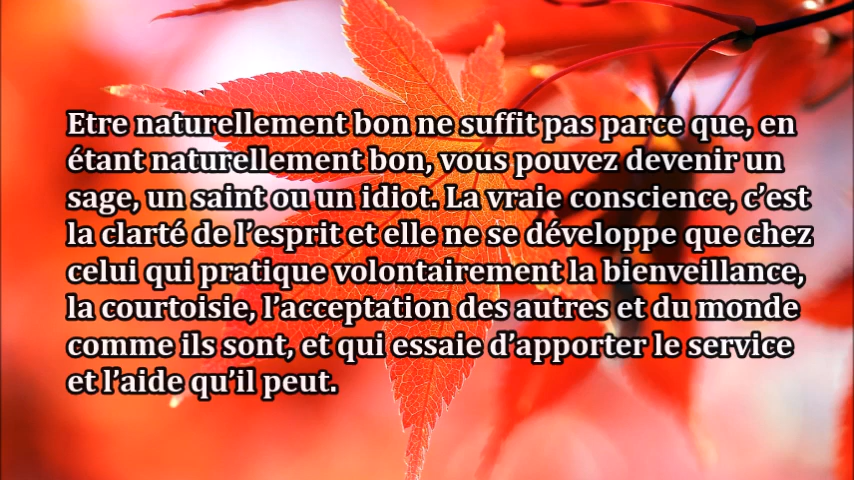 Etre naturellement bon ne suffit pas parce que, en
étant naturellement bon, vous pouvez devenir un
sage, un saint ou un idiot. La vraie conscience, c’est
la clarté de l’esprit et elle ne se développe que chez
celui qui pratique volontairement la bienveillance,
la courtoisie, l’acceptation des autres et du monde
comme ils sont, et qui essaie d’apporter le service
et l’aide qu’il peut.